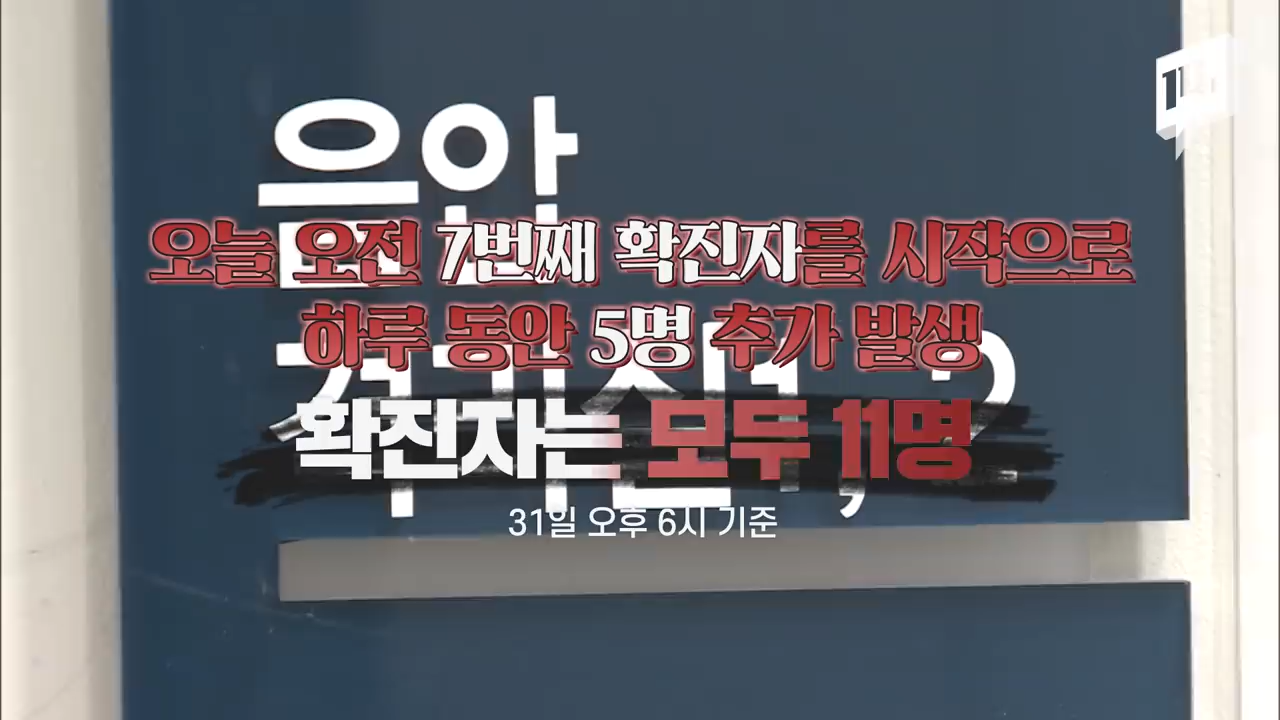 음압
오늘 오전 7번째 확진자를 시작으로
하루 동안 5명 추가 발생
확진자는 모두 11명
31일 오후 6시 기준